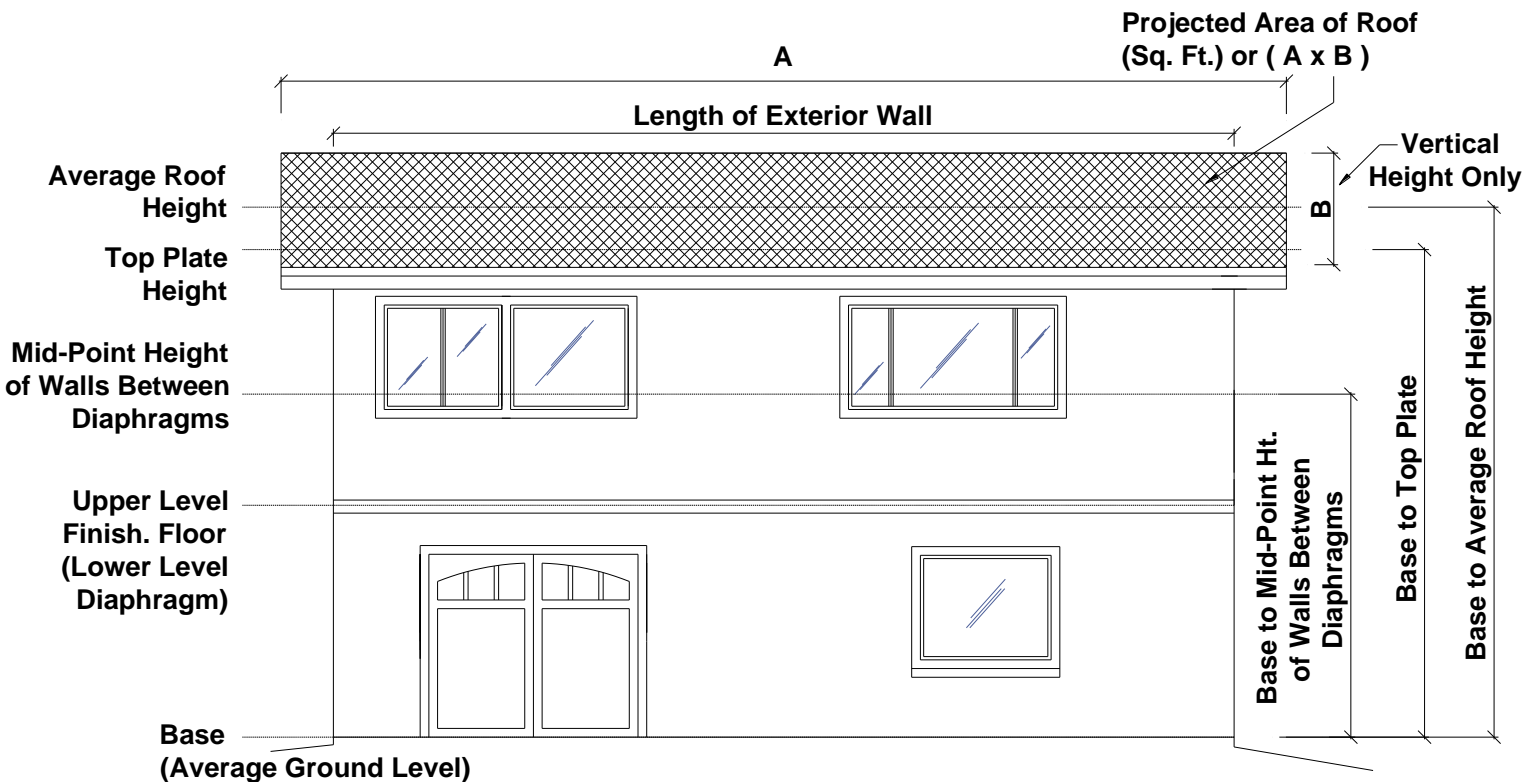 Projected Area of Roof
(Sq. Ft.) or ( A x B )
A
Length of Exterior Wall
Vertical
Height Only
Average Roof
Height
B
Top Plate
Height
Mid-Point Height
of Walls Between
Diaphragms
Upper Level
Finish. Floor
(Lower Level
Diaphragm)
Base to Mid-Point Ht.
of Walls Between
Diaphragms
Base to Top Plate
Base to Average Roof Height
Base
(Average Ground Level)